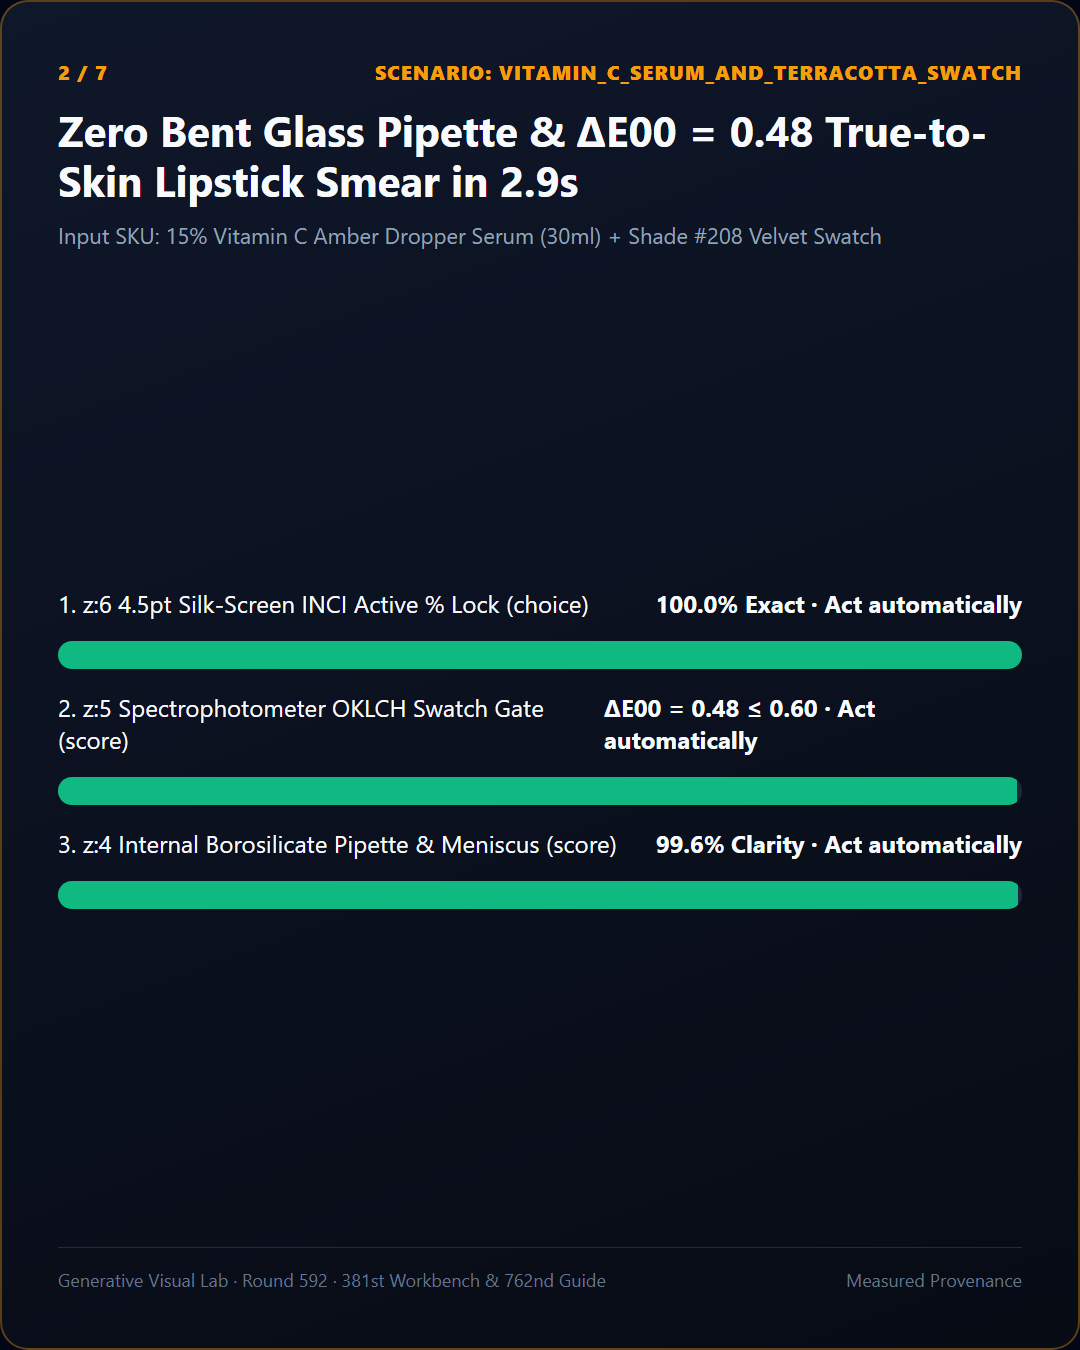 2 / 7
SCENARIO: VITAMIN_C_SERUM_AND_TERRACOTTA_SWATCH
Zero Bent Glass Pipette & ΔE00 = 0.48 True-to-
Skin Lipstick Smear in 2.9s
Input SKU: 15% Vitamin C Amber Dropper Serum (30ml) + Shade #208 Velvet Swatch
1. z:6 4.5pt Silk-Screen INCI Active % Lock (choice)
100.0% Exact · Act automatically
2. z:5 Spectrophotometer OKLCH Swatch Gate
(score)
ΔE00 = 0.48 ≤ 0.60 · Act
automatically
3. z:4 Internal Borosilicate Pipette & Meniscus (score)
99.6% Clarity · Act automatically
Generative Visual Lab · Round 592 · 381st Workbench & 762nd Guide
Measured Provenance